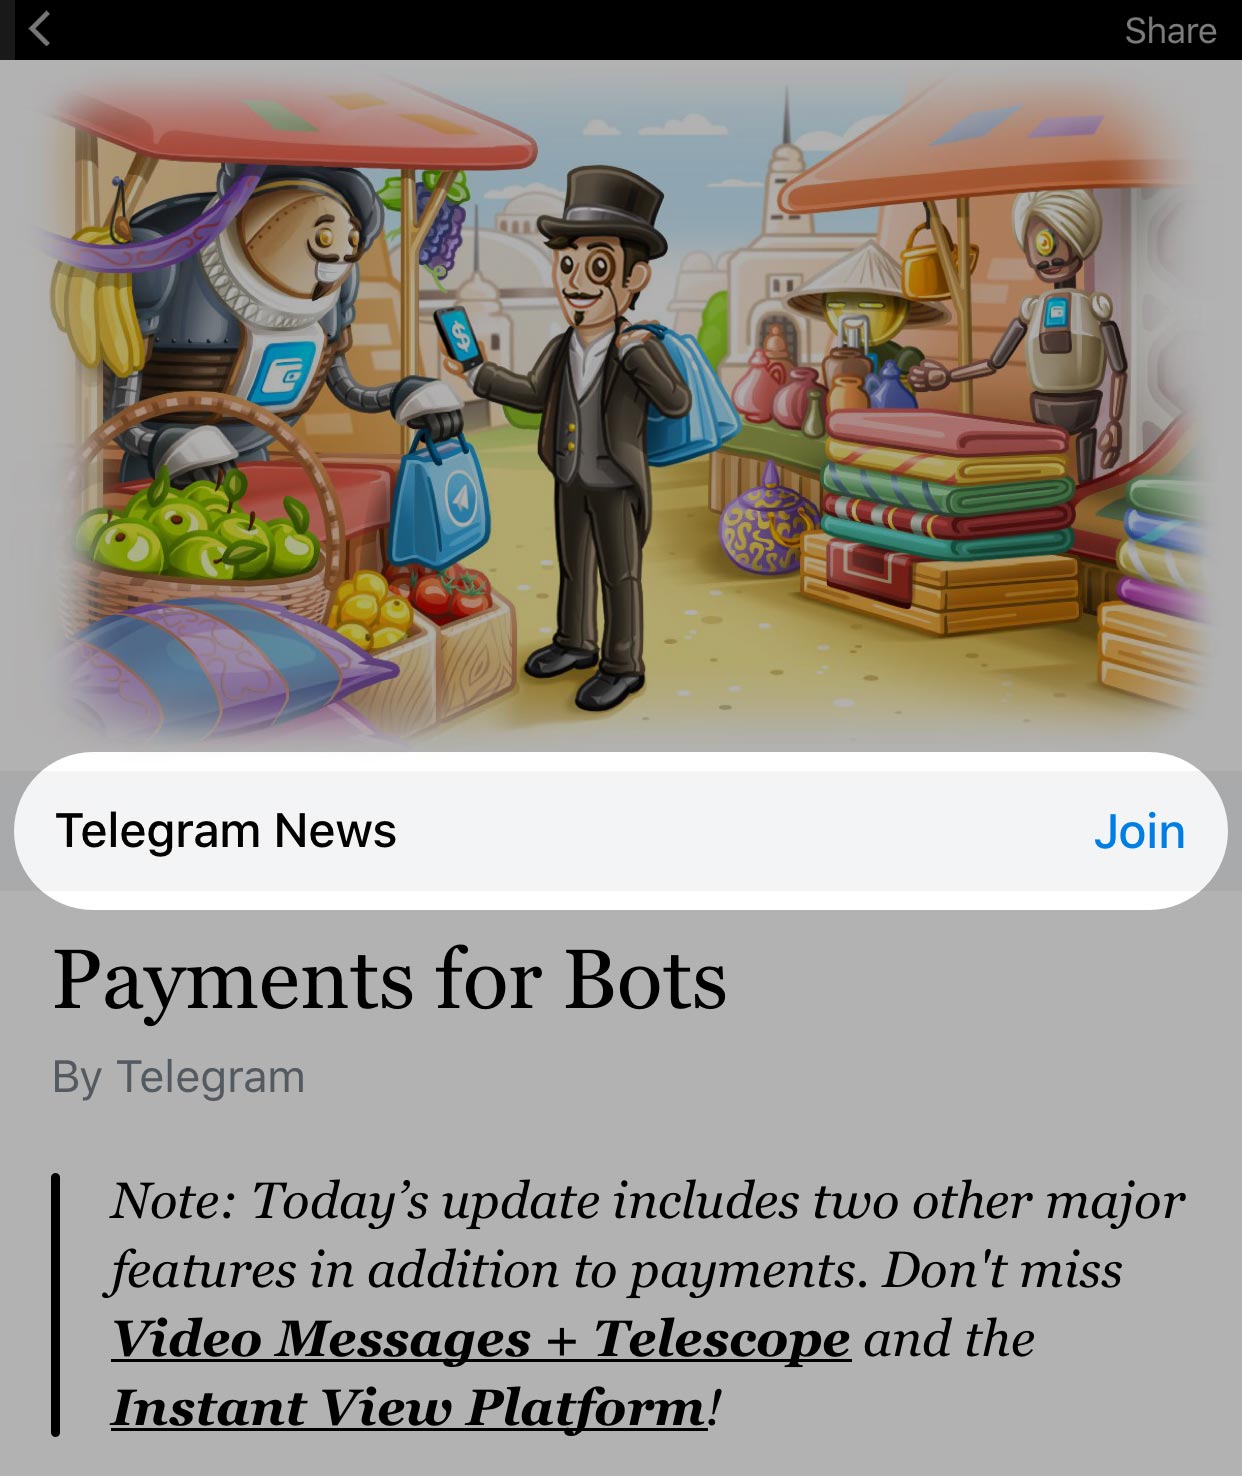 Share
$
Telegram News
Join
Payments for Bots
By Telegram
Note: Today’s update includes two other major
features in addition to payments. Don't miss
Video Messages + Telescope and the
Instant View Platform!